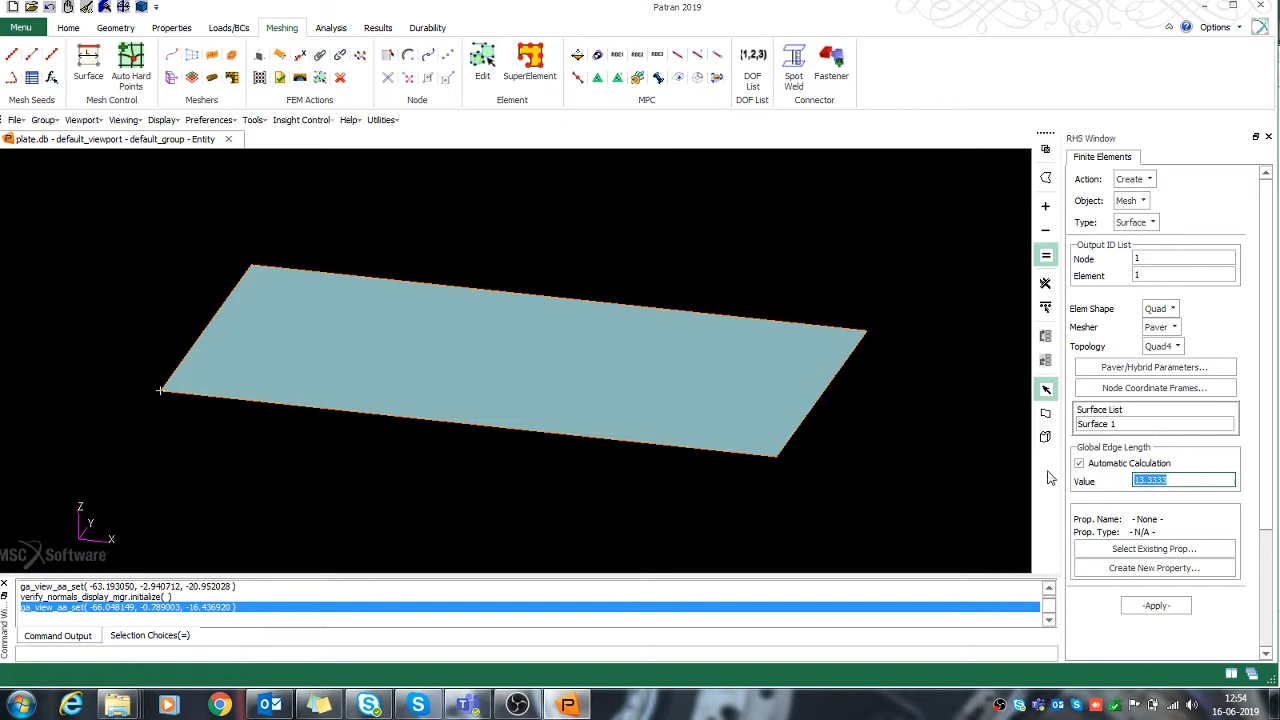 Patran 2019
Menu Home Geometry Properties Loads/BCs Meshing Analysis Results Durability Options
Surface Auto Hard Points Edit SuperElement RBE1 RBE2 RBE3 (1,2,3) DOF List Spot Weld Fastener
Mesh Seeds Mesh Control Meshers FEM Actions Node Element MPC DOF List Connector
File Group Viewport Viewing Display Preferences Tools Insight Control Help Utilities
plate.db - default_viewport - default_group - Entity
RHS Window
Finite Elements
Action: Create
Object: Mesh
Type: Surface
Output ID List
Node 1
Element 1
Elem Shape Quad
Mesher Paver
Topology Quad4
Paver/Hybrid Parameters...
Node Coordinate Frames...
Surface List
Surface 1
Global Edge Length
Automatic Calculation
Value 13.3333
Prop. Name: - None -
Prop. Type: - N/A -
Select Existing Prop...
Create New Property...
-Apply-
Z
Y
X
MSC Software
ga_view_aa_set( -63.193050, -2.940712, -20.952028 )
verify_normals_display_mgr.initialize( )
ga_view_aa_set( -66.048149, -0.789003, -16.436920 )
Command Output Selection Choices(=)
12:54
16-06-2019